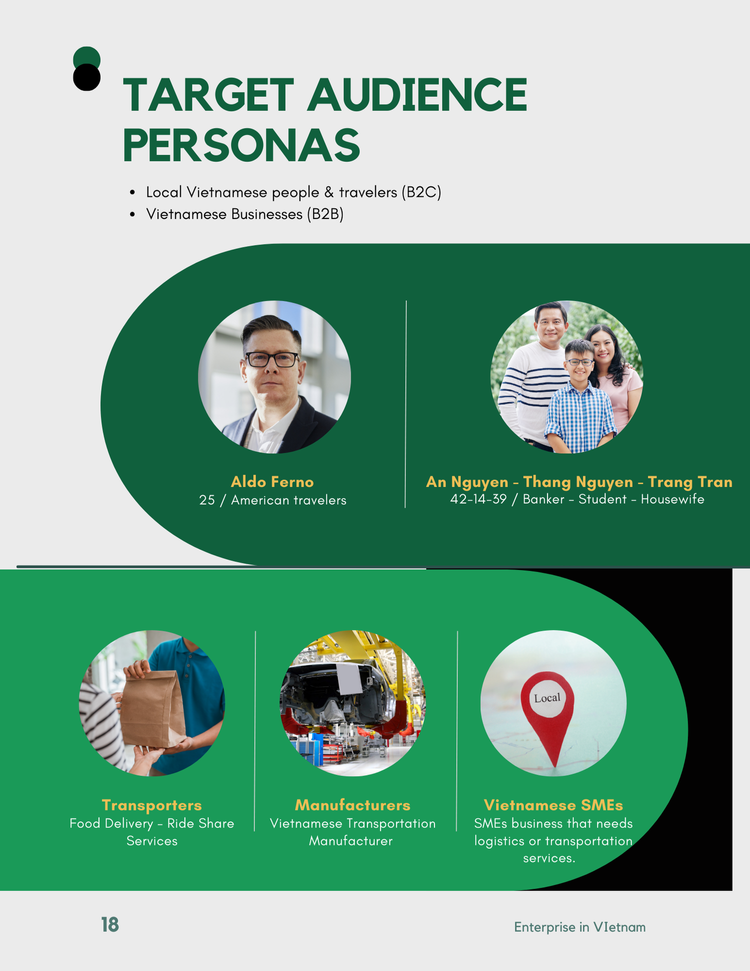 TARGET AUDIENCE
PERSONAS
• Local Vietnamese people & travelers (B2C)
• Vietnamese Businesses (B2B)
Aldo Ferno
25 / American travelers
An Nguyen - Thang Nguyen - Trang Tran
42-14-39 / Banker - Student - Housewife
Local
Transporters
Food Delivery - Ride Share
Services
Manufacturers
Vietnamese Transportation
Manufacturer
Vietnamese SMEs
SMEs business that needs
logistics or transportation
services.
18
Enterprise in VIetnam